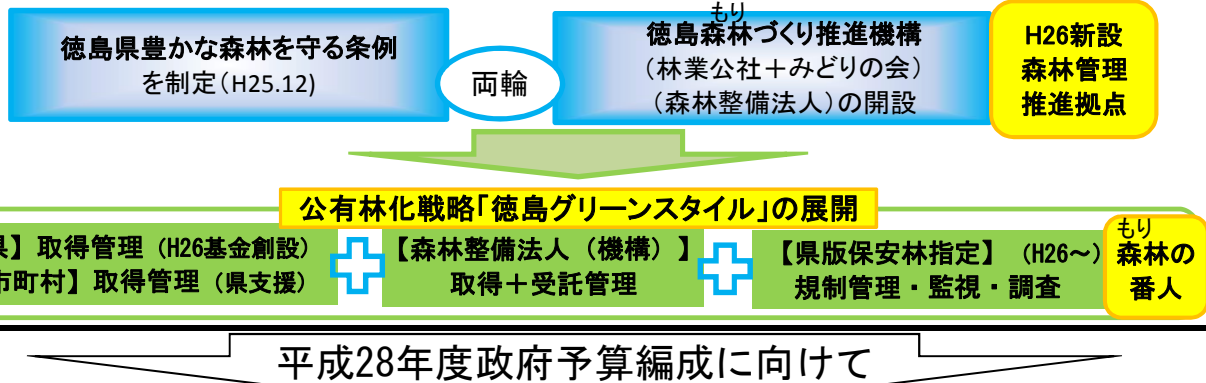 徳島県豊かな森林を守る条例
を制定（H25.12）
両輪
もり
徳島森林づくり推進機構
（林業公社＋みどりの会）
（森林整備法人）の開設
H26新設
森林管理
推進拠点
公有林化戦略「徳島グリーンスタイル」の展開
県】取得管理（H26基金創設）
市町村】取得管理（県支援）
【森林整備法人（機構）】
取得＋受託管理
【県版保安林指定】（H26～）
規制管理・監視・調査
もり
森林の
番人
平成28年度政府予算編成に向けて